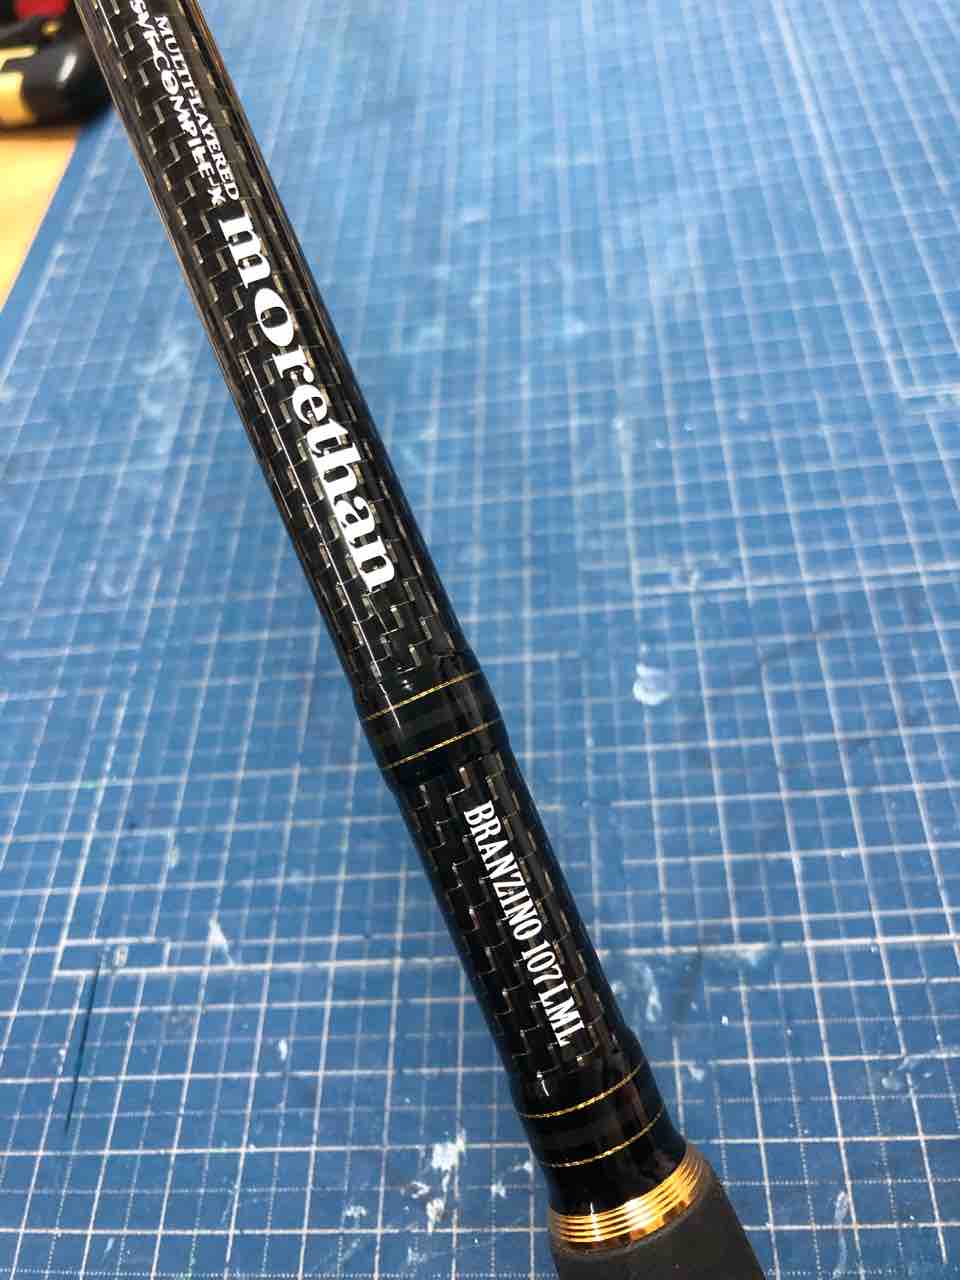 MULTI-LAYERED
SVF-COMPILE-X
morethan
BRANZINO 107LML